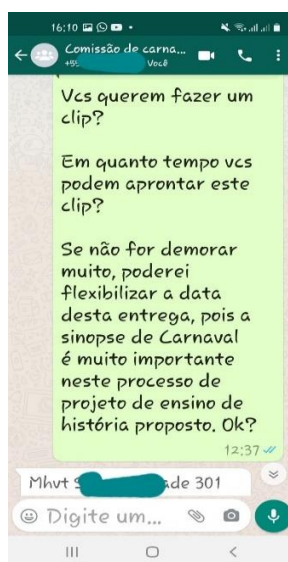 16:10
Comissão de carna...
Você
Vcs querem fazer um
clip?
Em quanto tempo vcs
podem aprontar este
clip?
Se não for demorar
muito, poderei
flexibilizar a data
desta entrega, pois a
sinopse de Carnaval
é muito importante
neste processo de
projeto de ensino de
história proposto. Ok?
12:37
Mhvt S ade 301
Digite um...